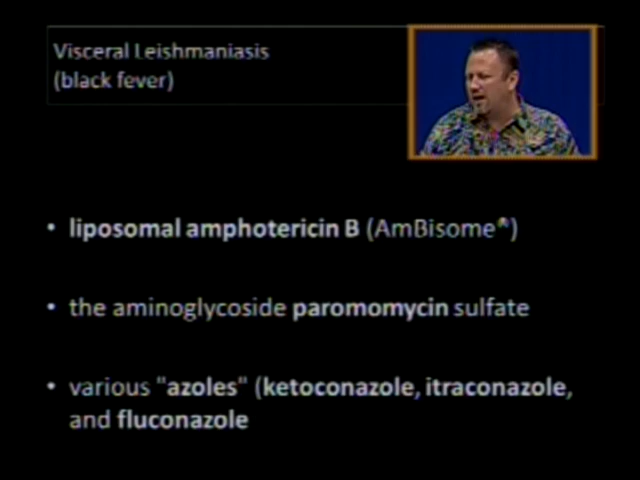 Visceral Leishmaniasis
(black fever)
• liposomal amphotericin B (AmBisome®)
• the aminoglycoside paromomycin sulfate
• various "azoles" (ketoconazole, itraconazole,
and fluconazole